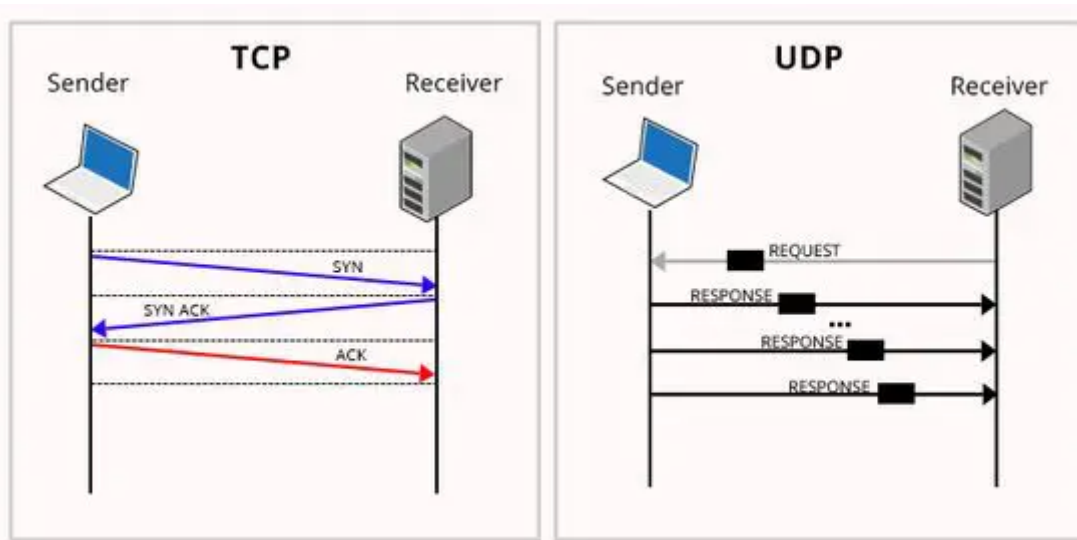 TCP
Sender
Receiver
SYN
SYN ACK
ACK
UDP
Sender
Receiver
REQUEST
RESPONSE
...
RESPONSE
RESPONSE